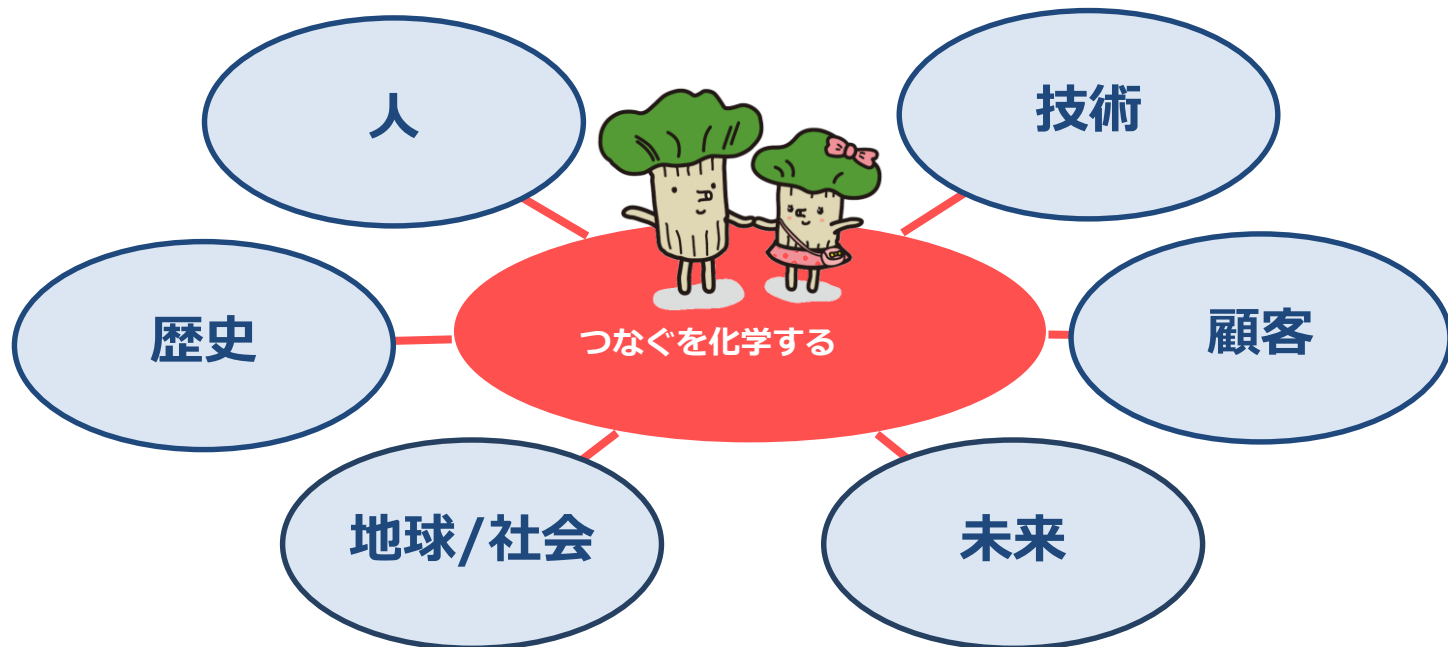 人
技術
歴史
つなぐを化学する
顧客
地球/社会
未来